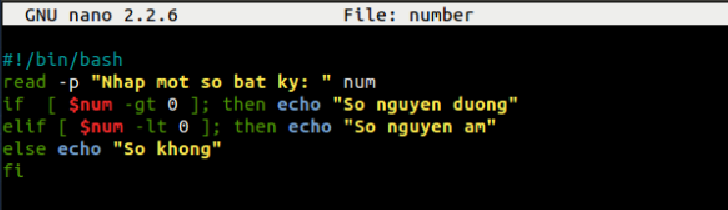 GNU nano 2.2.6 File: number
#!/bin/bash
read -p "Nhap mot so bat ky: " num
if  [ $num -gt 0 ]; then echo "So nguyen duong"
elif [ $num -lt 0 ]; then echo "So nguyen am"
else echo "So khong"
fi